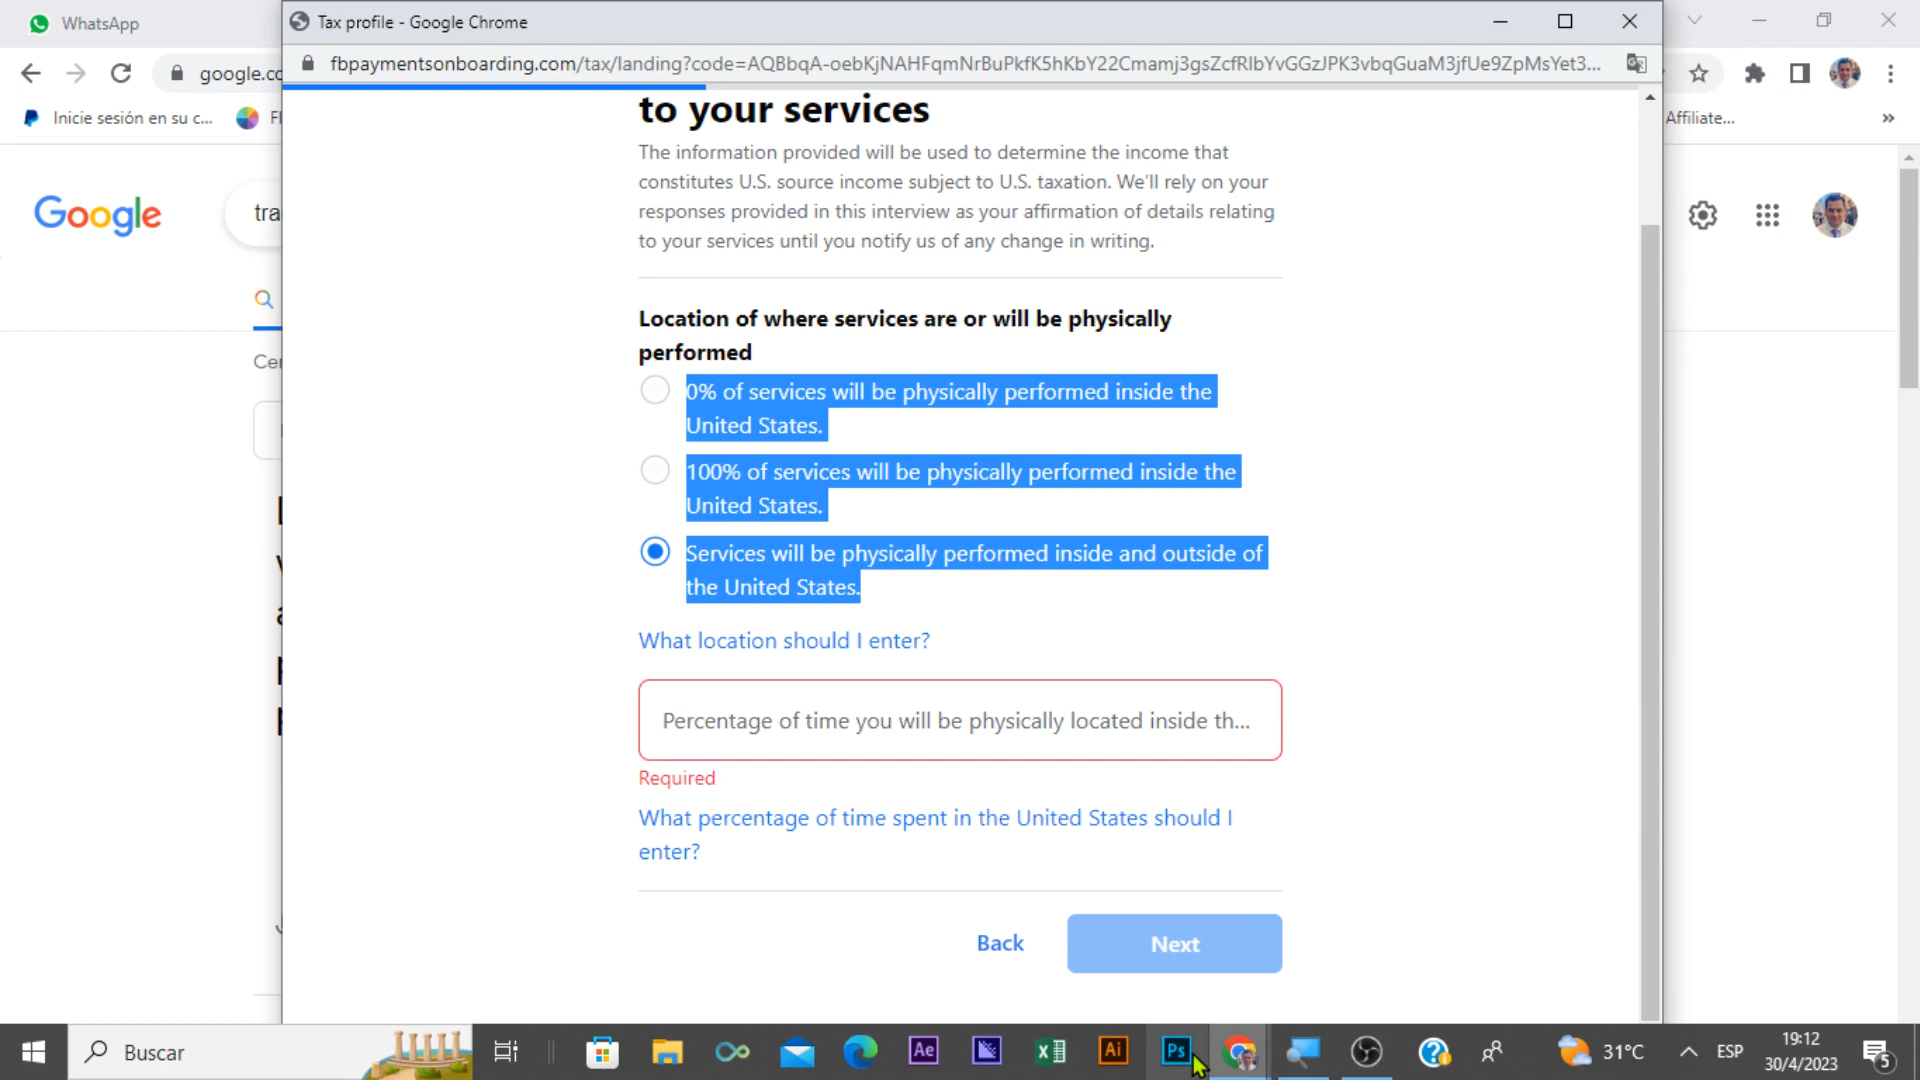 WhatsApp
Tax profile - Google Chrome
google.co
fbpaymentsonboarding.com/tax/landing?code=AQBbqA-oebKjNAHFqmNrBuPkfK5hKbY22Cmamj3gsZcfRlbYvGGzJPK3vbqGuaM3jfUe9ZpMsYet3...
Inicie sesión en su c...
Fl
Affiliate...
»
to your services
The information provided will be used to determine the income that
constitutes U.S. source income subject to U.S. taxation. We'll rely on your
responses provided in this interview as your affirmation of details relating
to your services until you notify us of any change in writing.
Google
tra
Location of where services are or will be physically
performed
Cer
0% of services will be physically performed inside the
United States.
100% of services will be physically performed inside the
United States.
Services will be physically performed inside and outside of
the United States.
What location should I enter?
Percentage of time you will be physically located inside th...
Required
What percentage of time spent in the United States should I
enter?
Back
Next
Buscar
Ae
Ai
Ps
31°C
ESP
19:12
30/4/2023
5